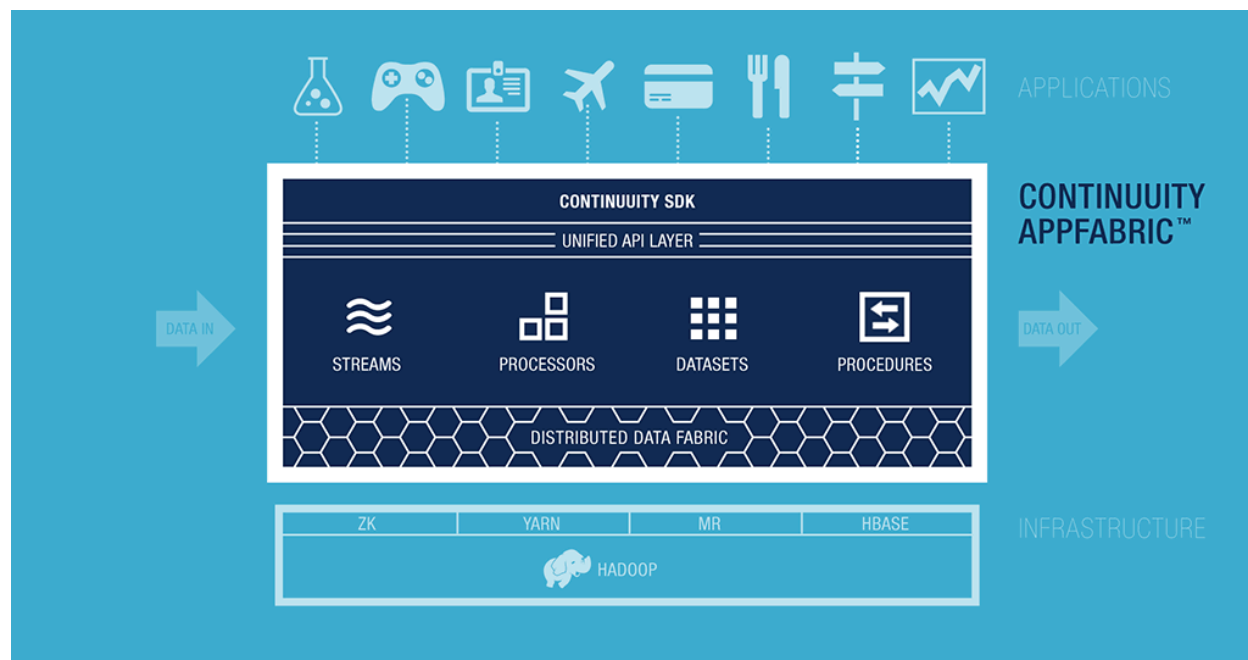 APPLICATIONS
CONTINUUITY SDK
CONTINUUITY
APPFABRIC™
UNIFIED API LAYER
DATA IN
STREAMS
PROCESSORS
DATASETS
PROCEDURES
DATA OUT
DISTRIBUTED DATA FABRIC
ZK
YARN
MR
HBASE
INFRASTRUCTURE
HADOOP